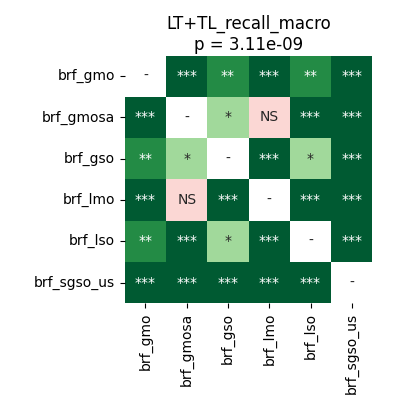 LT+TL_recall_macro
p = 3.11e-09
brf_gmo - *** ** *** ** ***
brf_gmosa *** - * NS *** ***
brf_gso ** * - *** * ***
brf_lmo *** NS *** - *** ***
brf_lso ** *** * *** - ***
brf_sgso_us *** *** *** *** *** -
brf_gmo brf_gmosa brf_gso brf_lmo brf_lso brf_sgso_us